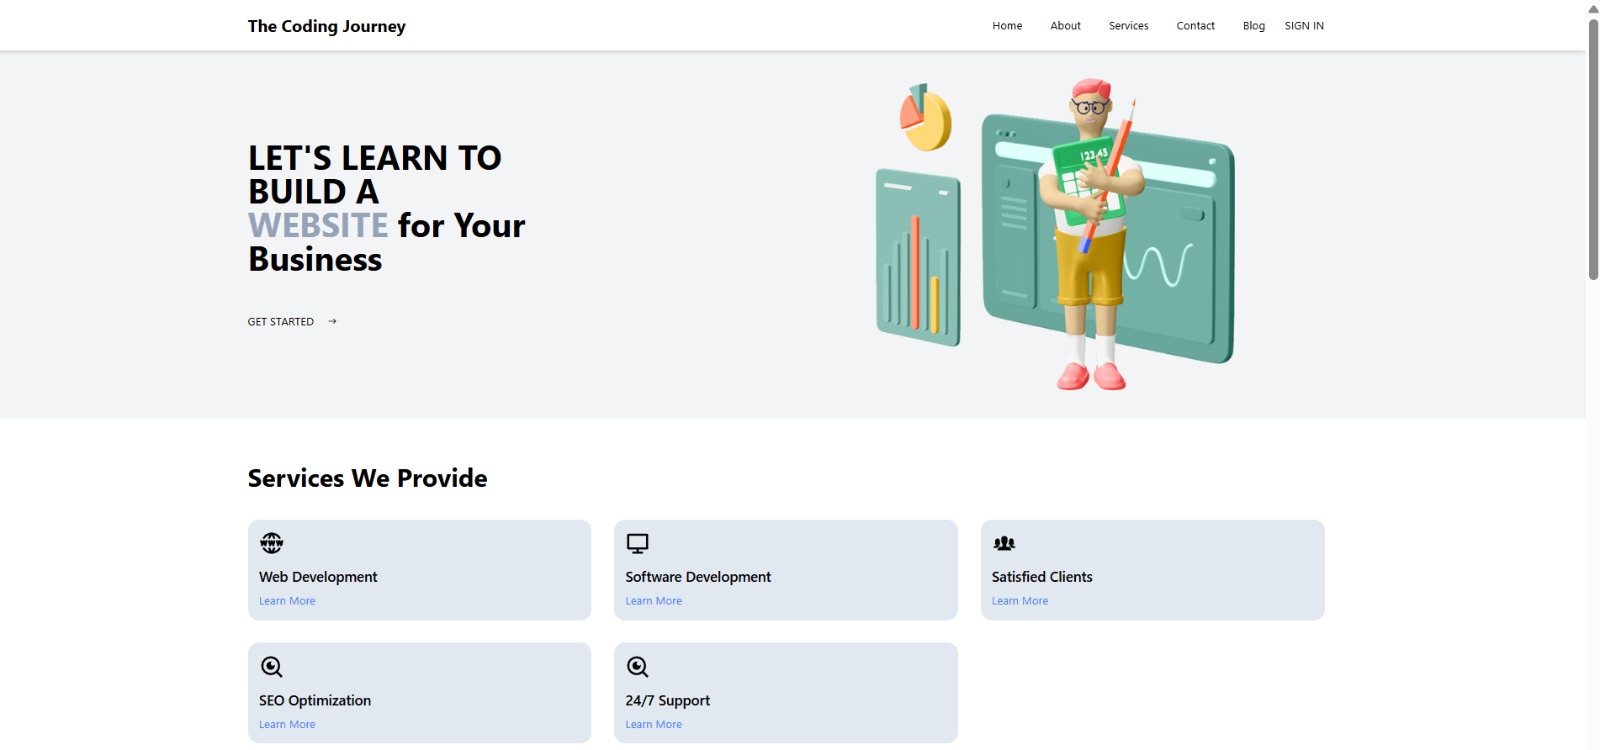 The Coding Journey
Home About Services Contact Blog SIGN IN
LET'S LEARN TO
BUILD A
WEBSITE for Your
Business
GET STARTED →
123.45
Services We Provide
www
Web Development
Learn More
Software Development
Learn More
Satisfied Clients
Learn More
SEO Optimization
Learn More
24/7 Support
Learn More